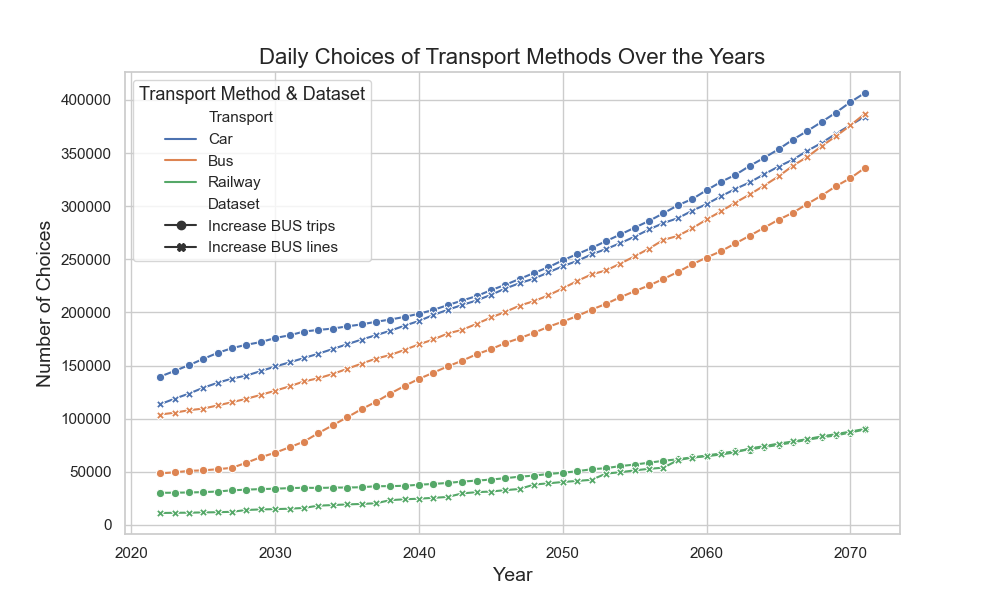 Daily Choices of Transport Methods Over the Years
Transport Method & Dataset
Transport
Car
Bus
Railway
Dataset
Increase BUS trips
Increase BUS lines
Number of Choices
400000
350000
300000
250000
200000
150000
100000
50000
0
2020 2030 2040 2050 2060 2070
Year